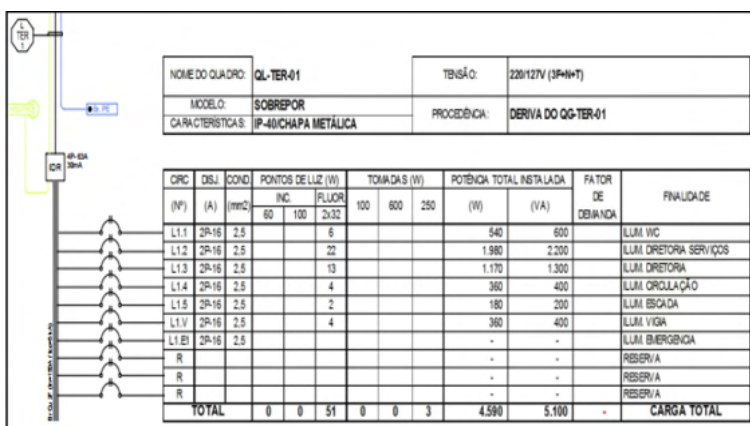 L
TER
1
NOME DO QUADRO: QL-TER-01 TENSÃO: 220/127V (3F+N+T)
MODELO: SOBREPOR
PROCEDÊNCIA: DERIVA DO QG-TER-01
CARACTERÍSTICAS: IP-40/CHAPA METÁLICA
IDR
4P-63A
30mA
CIRC DISJ. COND PONTOS DE LUZ (W) TOMADAS (W) POTÊNCIA TOTAL INSTALADA FATOR DE DEMANDA FINALIDADE
(Nº) (A) (mm2) INC. FLUOR. 100 600 250 (W) (VA)
60 100 2x32
L1.1 2P-16 2,5 6 540 600 ILUM. WC
L1.2 2P-16 2,5 22 1.980 2.200 ILUM. DIRETORIA SERVIÇOS
L1.3 2P-16 2,5 13 1.170 1.300 ILUM. DIRETORIA
L1.4 2P-16 2,5 4 360 400 ILUM. CIRCULAÇÃO
L1.5 2P-16 2,5 2 180 200 ILUM. ESCADA
L1.V 2P-16 2,5 4 360 400 ILUM. VIGIA
L1.E1 2P-16 2,5 - - ILUM. EMERGENCIA
R - - RESERVA
R - - RESERVA
R - - RESERVA
TOTAL 0 0 51 0 0 3 4.590 5.100 - CARGA TOTAL